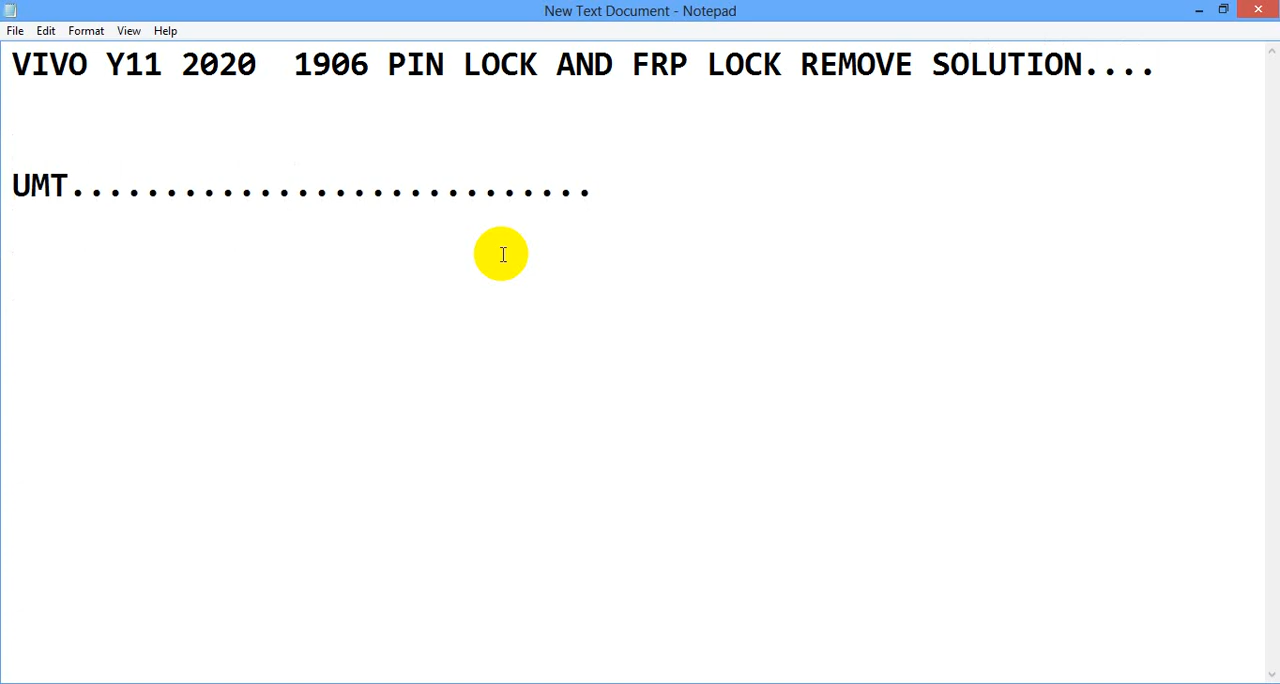 New Text Document - Notepad
File Edit Format View Help
VIVO Y11 2020  1906 PIN LOCK AND FRP LOCK REMOVE SOLUTION....
UMT............................